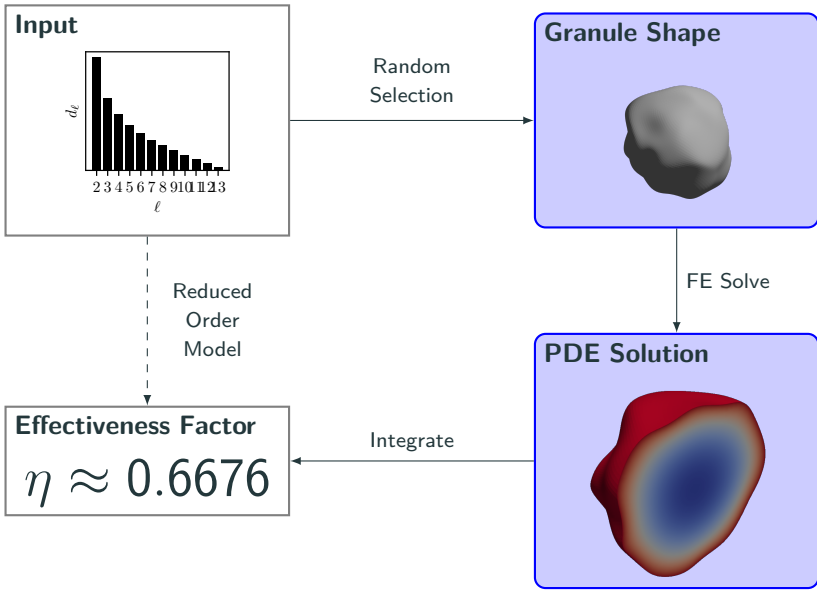 Input
d_ℓ
2 3 4 5 6 7 8 9 10 11 12 13
ℓ
Random
Selection
Granule Shape
Reduced
Order
Model
FE Solve
PDE Solution
Effectiveness Factor
η ≈ 0.6676
Integrate